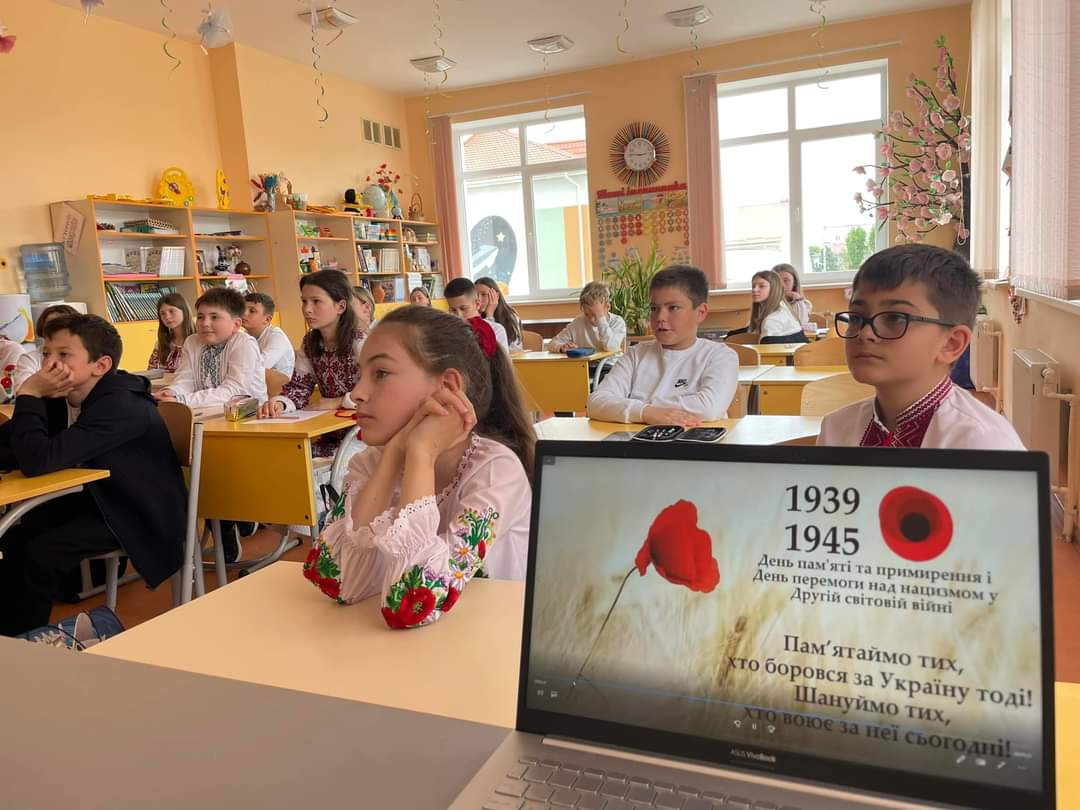 1939
1945
День пам'яті та примирення і
День перемоги над нацизмом у
Другій світовій війні
Пам'ятаймо тих,
хто боровся за Україну тоді!
Шануймо тих,
хто воює за неї сьогодні!
ASUS VivoBook